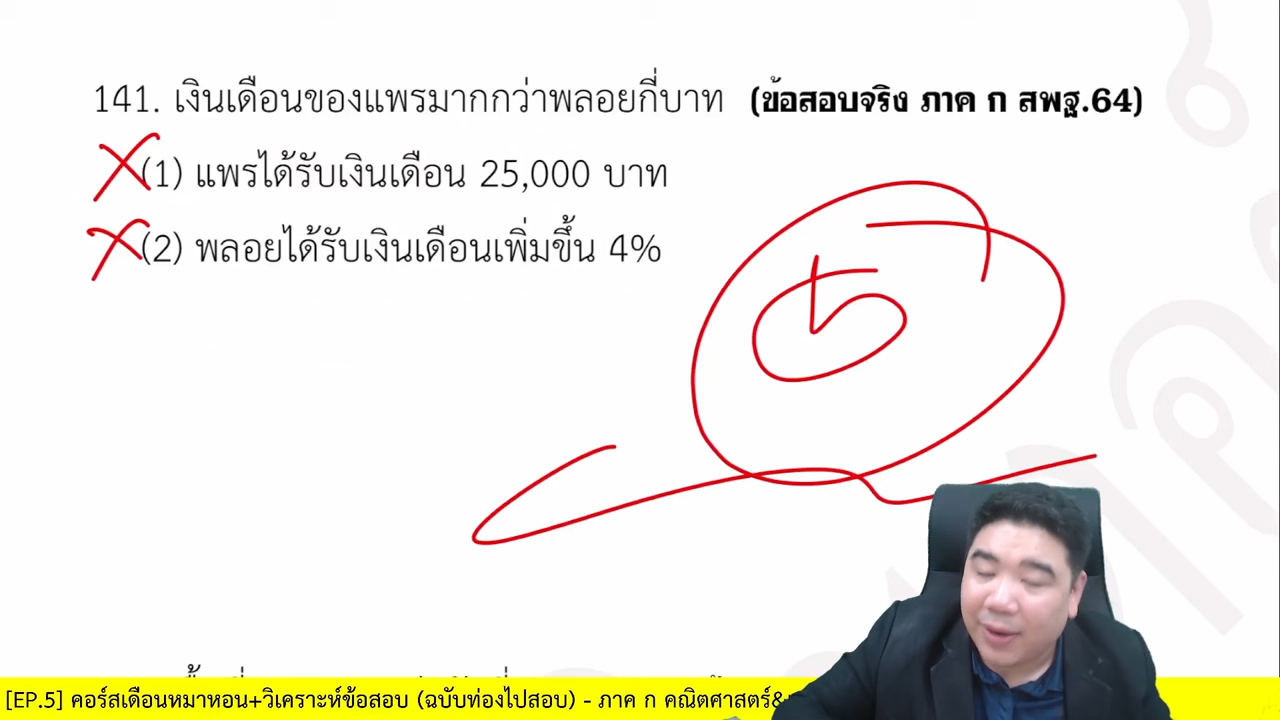 141. เงินเดือนของแพรมากกว่าพลอยกี่บาท (ข้อสอบจริง ภาค ก สพฐ.64)
(1) แพรได้รับเงินเดือน 25,000 บาท
(2) พลอยได้รับเงินเดือนเพิ่มขึ้น 4%
[EP.5] คอร์สเดือนหมาหอน+วิเคราะห์ข้อสอบ (ฉบับท่องไปสอบ) - ภาค ก คณิตศาสตร์&